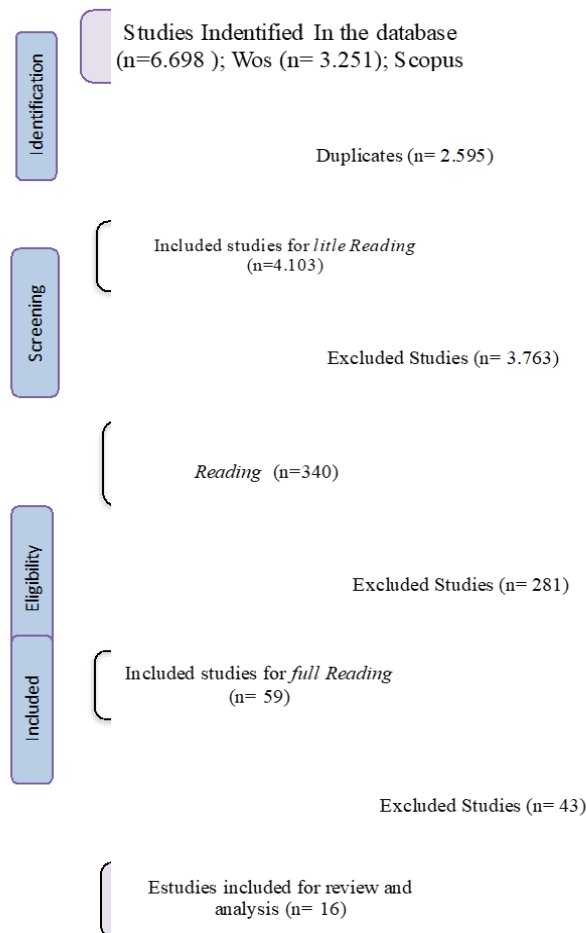 Studies Indentified In the database
(n=6.698 ); Wos (n= 3.251); Scopus
Identification
Duplicates (n= 2.595)
Included studies for litle Reading
(n=4.103)
Screening
Excluded Studies (n= 3.763)
Reading (n=340)
Eligibility
Excluded Studies (n= 281)
Included studies for full Reading
(n= 59)
Included
Excluded Studies (n= 43)
Estudies included for review and
analysis (n= 16)